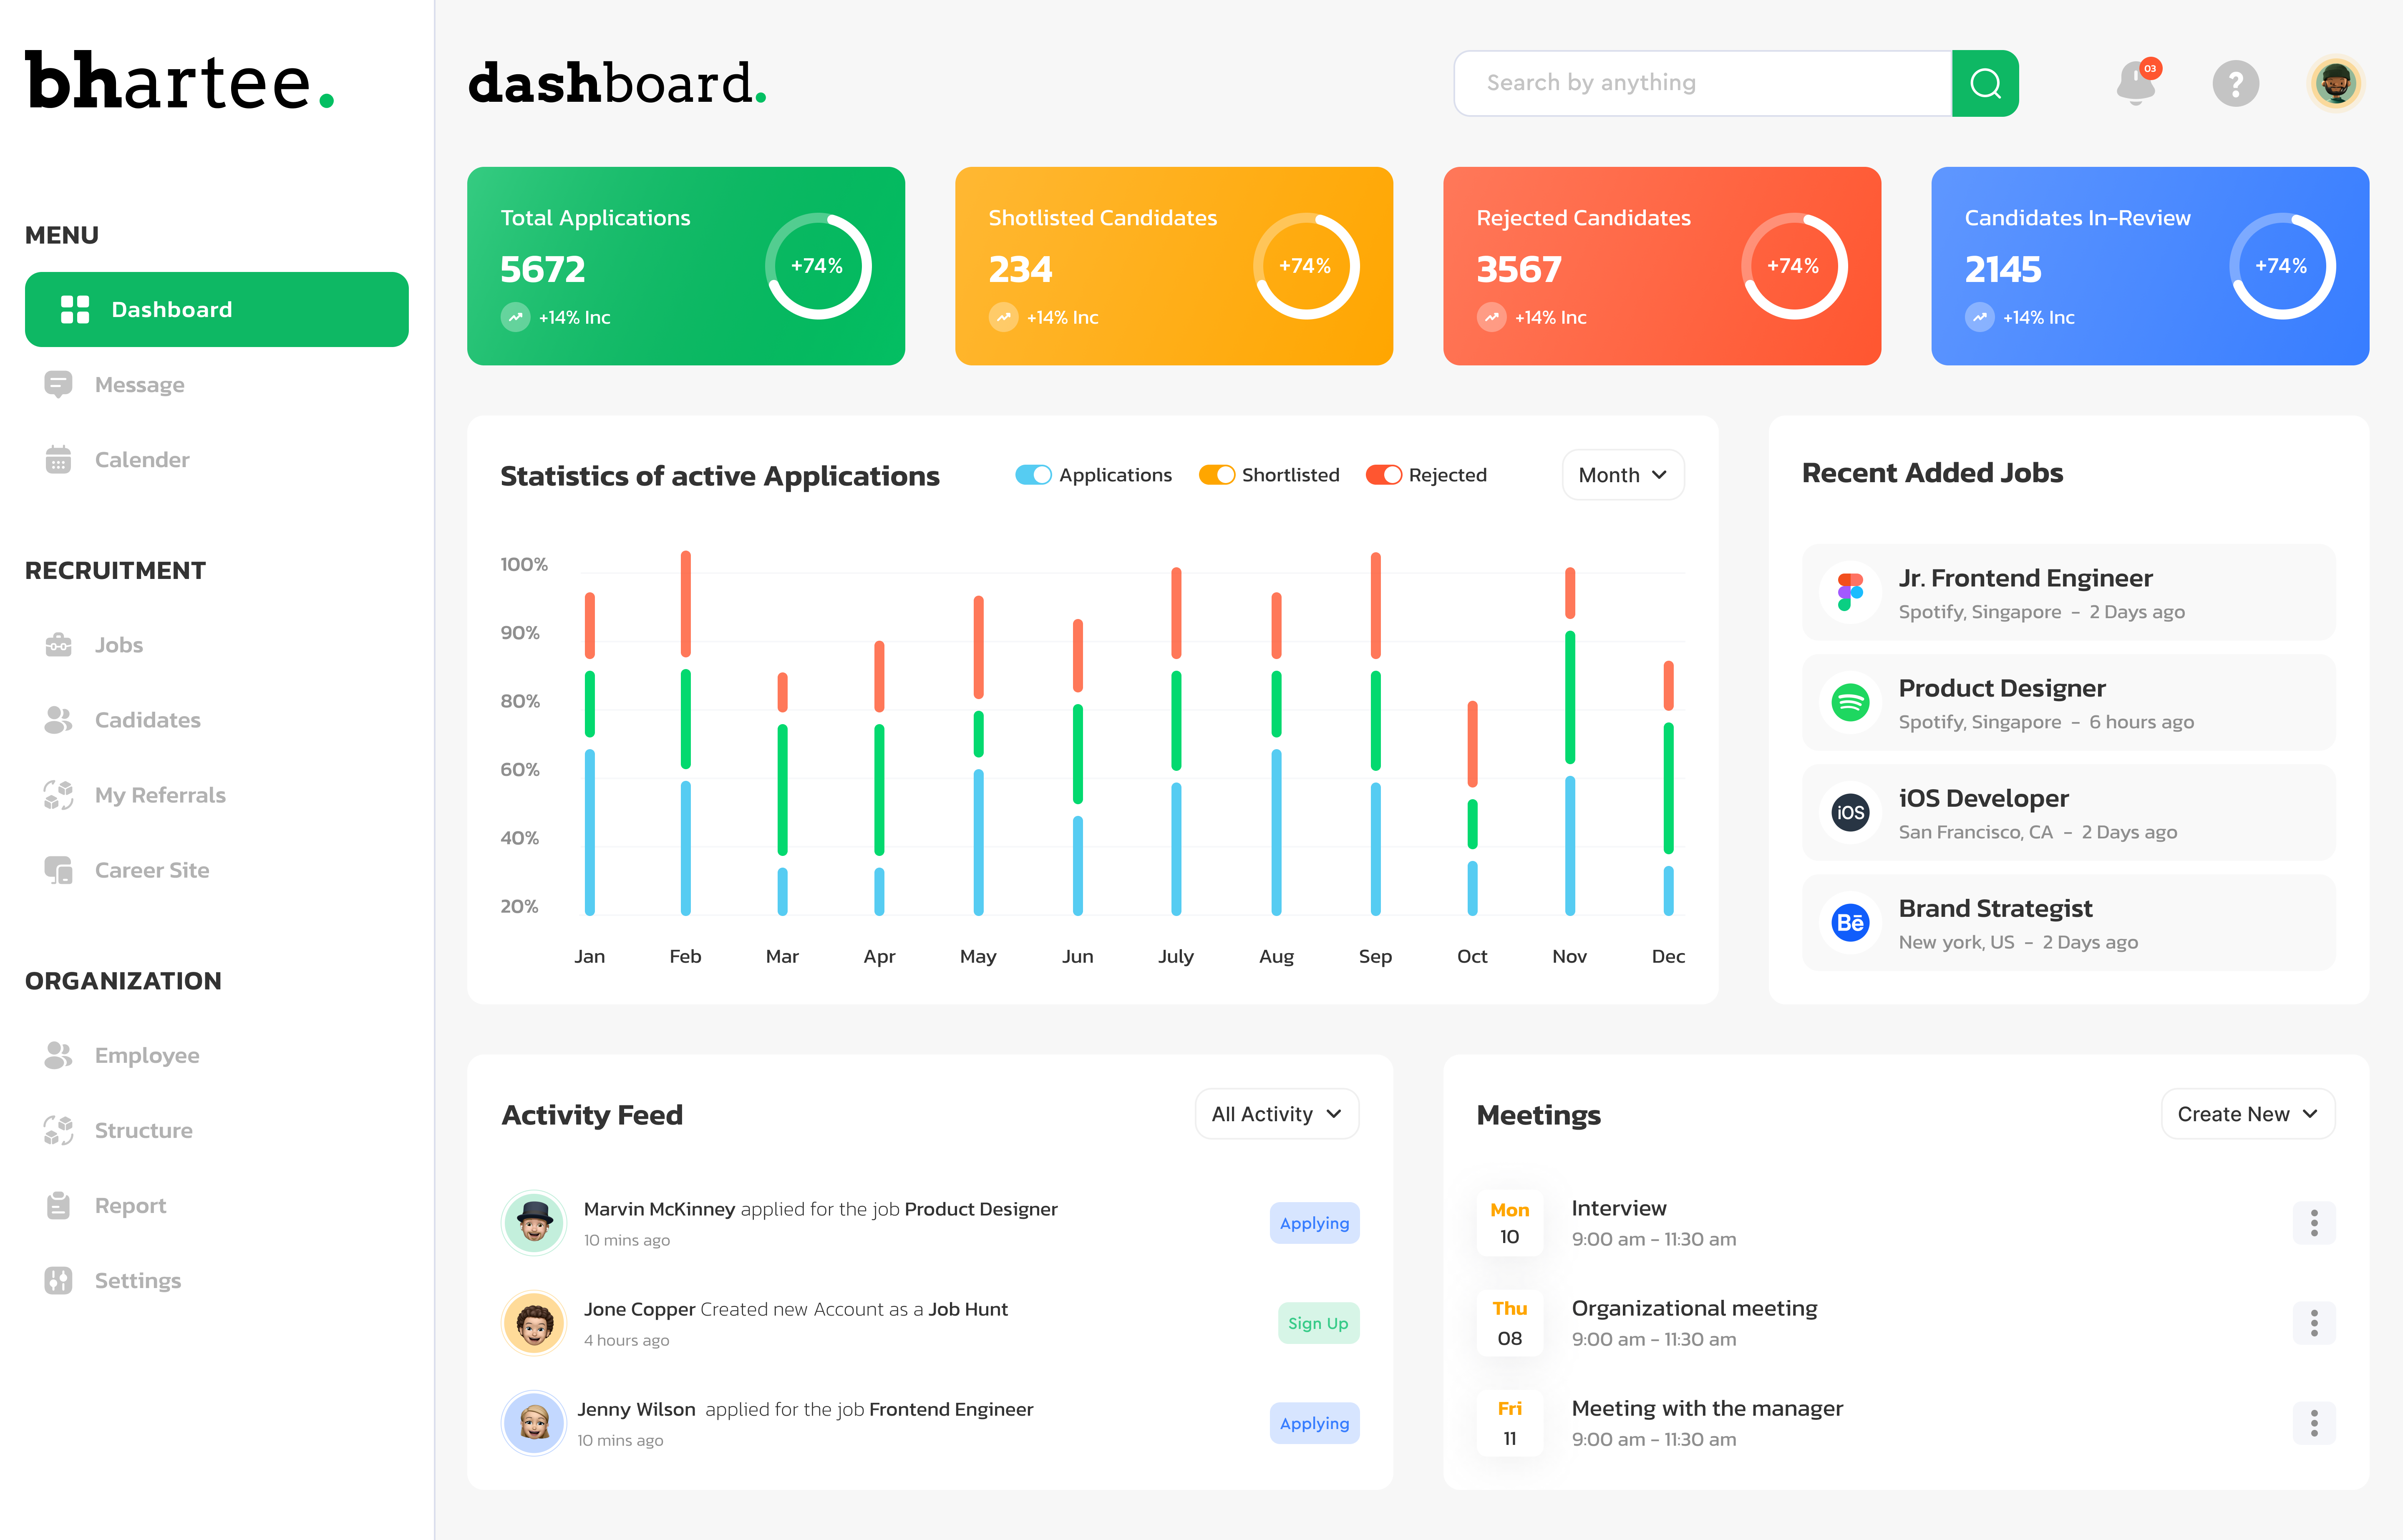 bhartee.
MENU
Dashboard
Message
Calender
RECRUITMENT
Jobs
Cadidates
My Referrals
Career Site
ORGANIZATION
Employee
Structure
Report
Settings
dashboard.
Search by anything
03
?
Total Applications
5672
+14% Inc
+74%
Shotlisted Candidates
234
+14% Inc
+74%
Rejected Candidates
3567
+14% Inc
+74%
Candidates In-Review
2145
+14% Inc
+74%
Statistics of active Applications
Applications
Shortlisted
Rejected
Month
100%
90%
80%
60%
40%
20%
Jan Feb Mar Apr May Jun July Aug Sep Oct Nov Dec
Recent Added Jobs
Jr. Frontend Engineer
Spotify, Singapore - 2 Days ago
Product Designer
Spotify, Singapore - 6 hours ago
iOS
iOS Developer
San Francisco, CA - 2 Days ago
Bē
Brand Strategist
New york, US - 2 Days ago
Activity Feed
All Activity
Marvin McKinney applied for the job Product Designer
10 mins ago
Applying
Jone Copper Created new Account as a Job Hunt
4 hours ago
Sign Up
Jenny Wilson applied for the job Frontend Engineer
10 mins ago
Applying
Meetings
Create New
Mon
10
Interview
9:00 am - 11:30 am
Thu
08
Organizational meeting
9:00 am - 11:30 am
Fri
11
Meeting with the manager
9:00 am - 11:30 am